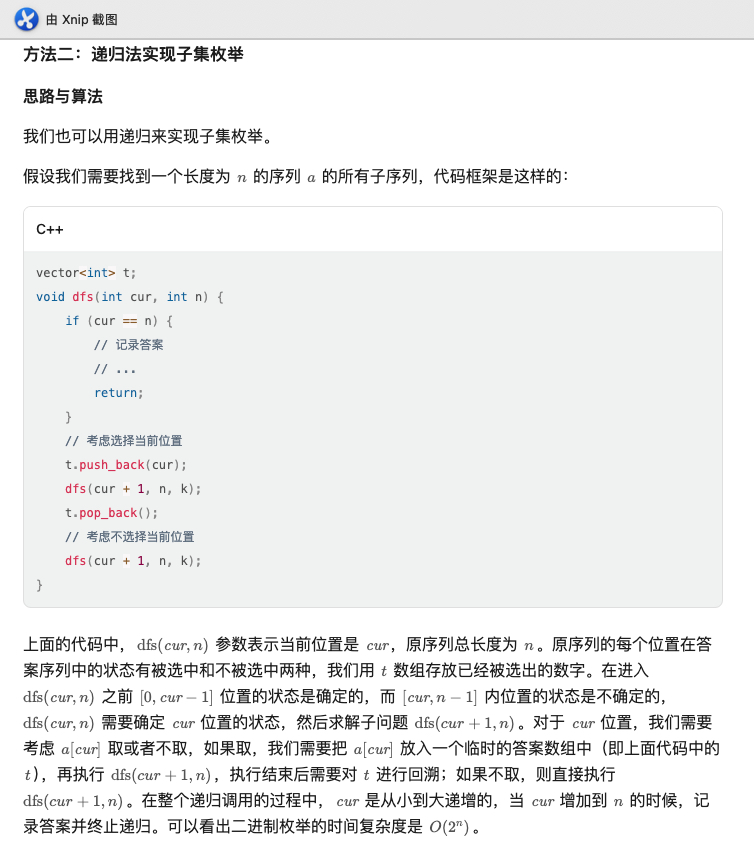 由 Xnip 截图
方法二：递归法实现子集枚举
思路与算法
我们也可以用递归来实现子集枚举。
假设我们需要找到一个长度为 n 的序列 a 的所有子序列，代码框架是这样的：
C++
vector<int> t;
void dfs(int cur, int n) {
    if (cur == n) {
        // 记录答案
        // ...
        return;
    }
    // 考虑选择当前位置
    t.push_back(cur);
    dfs(cur + 1, n, k);
    t.pop_back();
    // 考虑不选择当前位置
    dfs(cur + 1, n, k);
}
上面的代码中，dfs(cur, n) 参数表示当前位置是 cur，原序列总长度为 n。原序列的每个位置在答
案序列中的状态有被选中和不被选中两种，我们用 t 数组存放已经被选出的数字。在进入
dfs(cur, n) 之前 [0, cur − 1] 位置的状态是确定的，而 [cur, n − 1] 内位置的状态是不确定的，
dfs(cur, n) 需要确定 cur 位置的状态，然后求解子问题 dfs(cur + 1, n)。对于 cur 位置，我们需要
考虑 a[cur] 取或者不取，如果取，我们需要把 a[cur] 放入一个临时的答案数组中（即上面代码中的
t），再执行 dfs(cur + 1, n)，执行结束后需要对 t 进行回溯；如果不取，则直接执行
dfs(cur + 1, n)。在整个递归调用的过程中，cur 是从小到大递增的，当 cur 增加到 n 的时候，记
录答案并终止递归。可以看出二进制枚举的时间复杂度是 O(2ⁿ)。